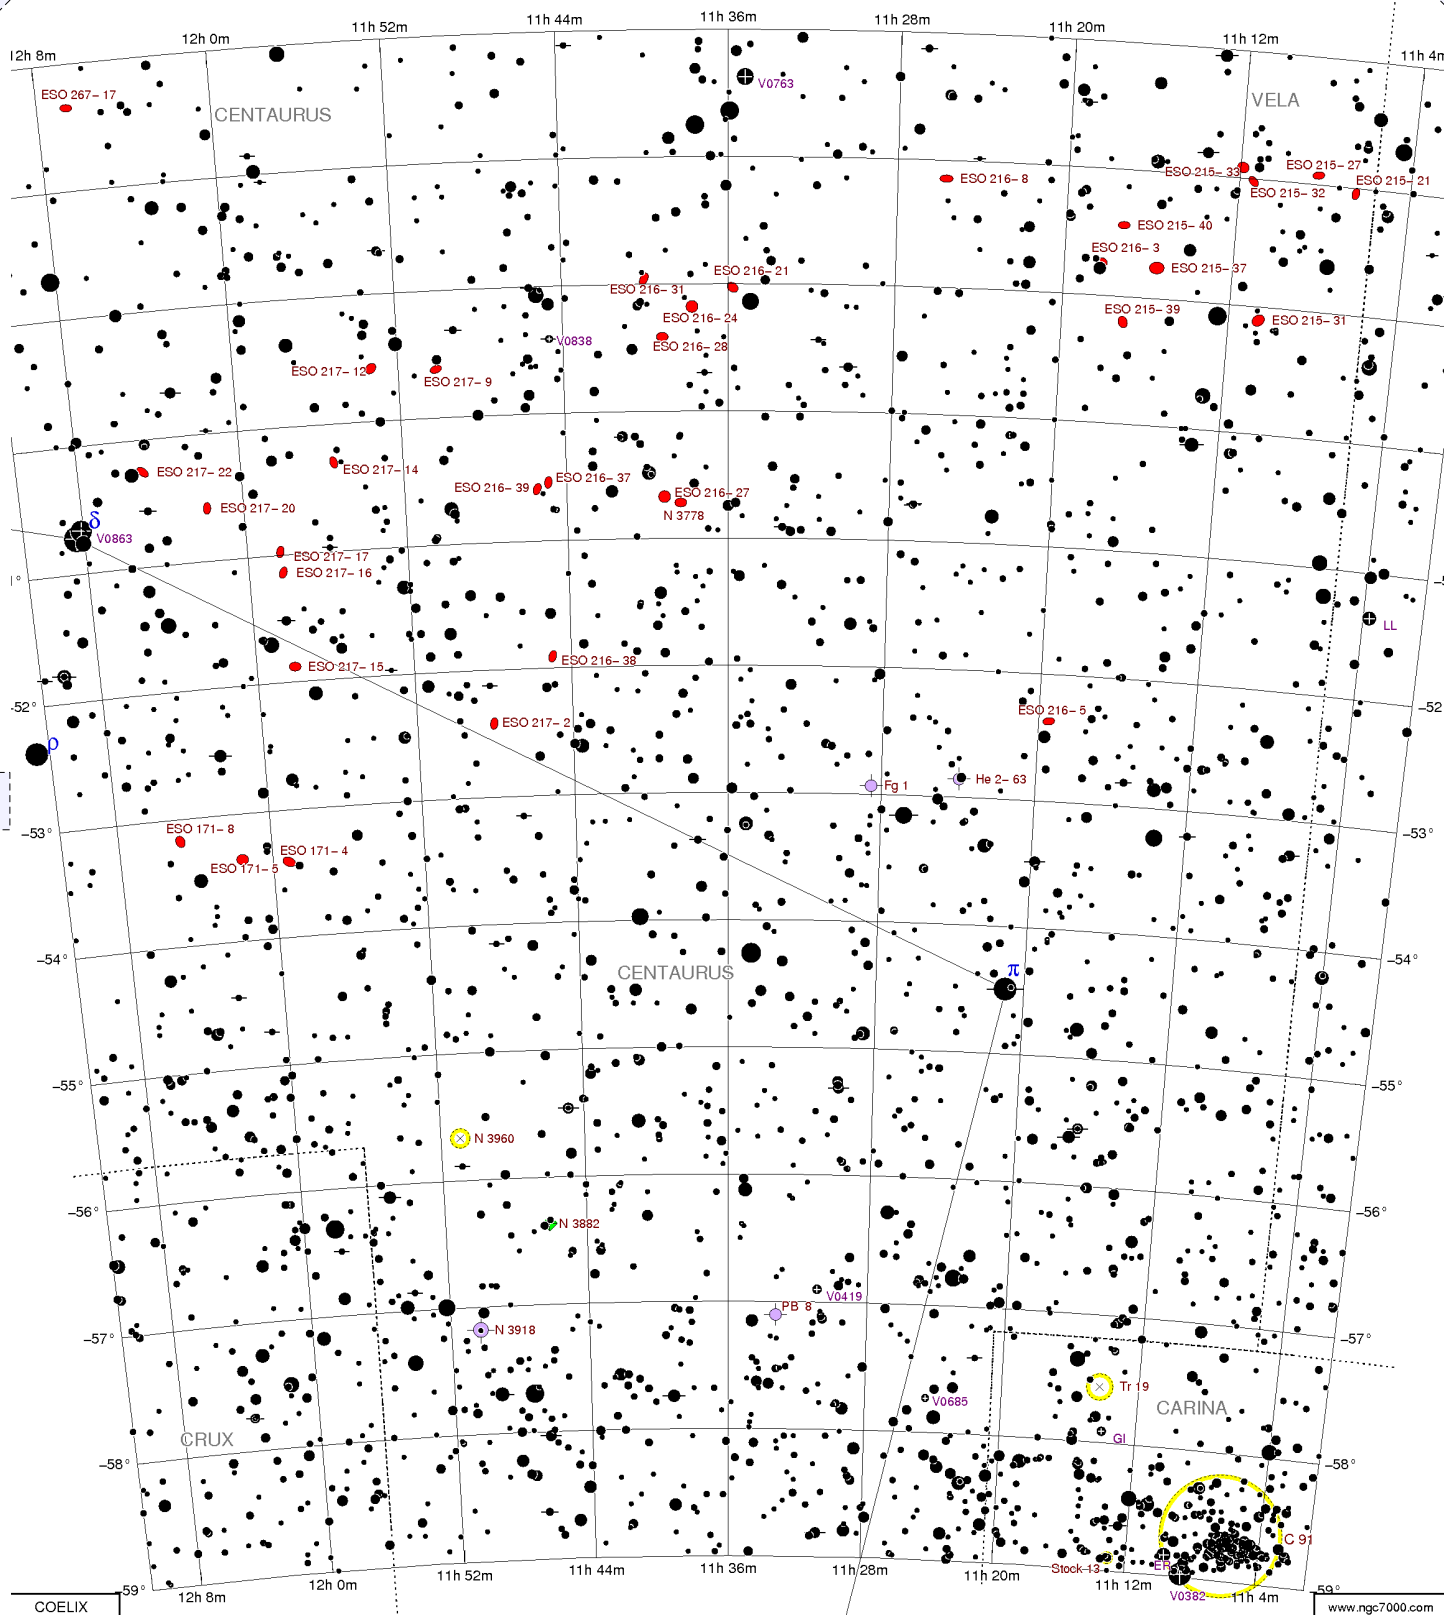 12h 8m
12h 0m
11h 52m
11h 44m
11h 36m
11h 28m
11h 20m
11h 12m
11h 4m
V0763
ESO 267- 17
CENTAURUS
VELA
ESO 215- 33
ESO 215- 27
ESO 216- 8
ESO 215- 21
ESO 215- 32
ESO 215- 40
ESO 216- 3
ESO 216- 21
ESO 215- 37
ESO 216- 31
ESO 215- 39
ESO 216- 24
ESO 215- 31
V0838
ESO 216- 28
ESO 217- 12
ESO 217- 9
ESO 217- 22
ESO 217- 14
ESO 216- 37
ESO 216- 39
ESO 216- 27
ESO 217- 20
N 3778
δ
V0863
ESO 217- 17
ESO 217- 16
LL
ESO 216- 38
ESO 217- 15
-52°
-52
ESO 216- 5
ESO 217- 2
ρ
Fg 1
He 2- 63
ESO 171- 8
-53°
-53°
ESO 171- 4
ESO 171- 5
-54°
-54°
CENTAURUS
π
-55°
-55°
N 3960
-56°
-56°
N 3882
V0419
PB 8
N 3918
-57°
-57°
Tr 19
V0685
CARINA
GI
CRUX
-58°
-58°
C 91
ER
Stock 13
-59°
-59°
V0382
12h 8m
12h 0m
11h 52m
11h 44m
11h 36m
11h 28m
11h 20m
11h 12m
11h 4m
COELIX
www.ngc7000.com